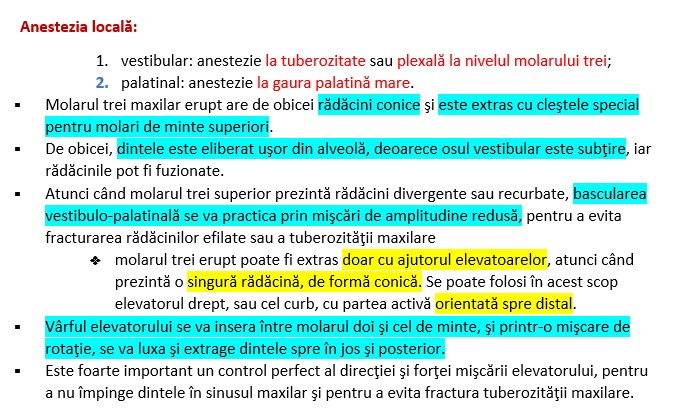 Anestezia locală:
1. vestibular: anestezie la tuberozitate sau plexală la nivelul molarului trei;
2. palatinal: anestezie la gaura palatină mare.
▪ Molarul trei maxilar erupt are de obicei rădăcini conice şi este extras cu cleştele special
pentru molari de minte superiori.
▪ De obicei, dintele este eliberat uşor din alveolă, deoarece osul vestibular este subţire, iar
rădăcinile pot fi fuzionate.
▪ Atunci când molarul trei superior prezintă rădăcini divergente sau recurbate, bascularea
vestibulo-palatinală se va practica prin mişcări de amplitudine redusă, pentru a evita
fracturarea rădăcinilor efilate sau a tuberozităţii maxilare
❖ molarul trei erupt poate fi extras doar cu ajutorul elevatoarelor, atunci când
prezintă o singură rădăcină, de formă conică. Se poate folosi în acest scop
elevatorul drept, sau cel curb, cu partea activă orientată spre distal.
▪ Vârful elevatorului se va insera între molarul doi şi cel de minte, şi printr-o mişcare de
rotaţie, se va luxa şi extrage dintele spre în jos şi posterior.
▪ Este foarte important un control perfect al direcţiei şi forţei mişcării elevatorului, pentru
a nu împinge dintele în sinusul maxilar şi pentru a evita fractura tuberozităţii maxilare.